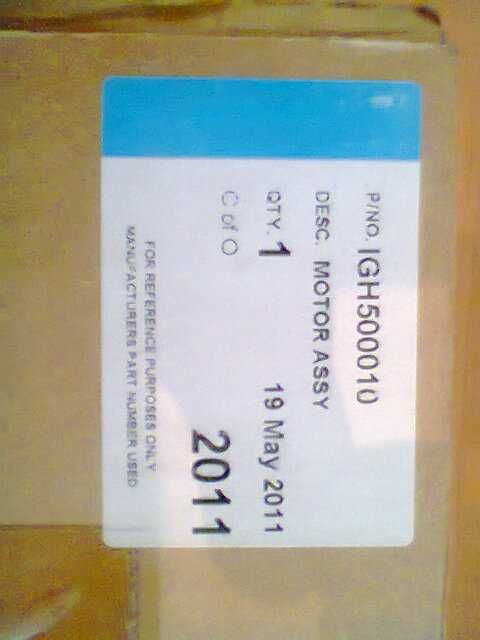 P/NO. IGH500010
DESC. MOTOR ASSY
QTY. 1 19 May 2011
C of O 2011
FOR REFERENCE PURPOSES ONLY
MANUFACTURERS PART NUMBER USED